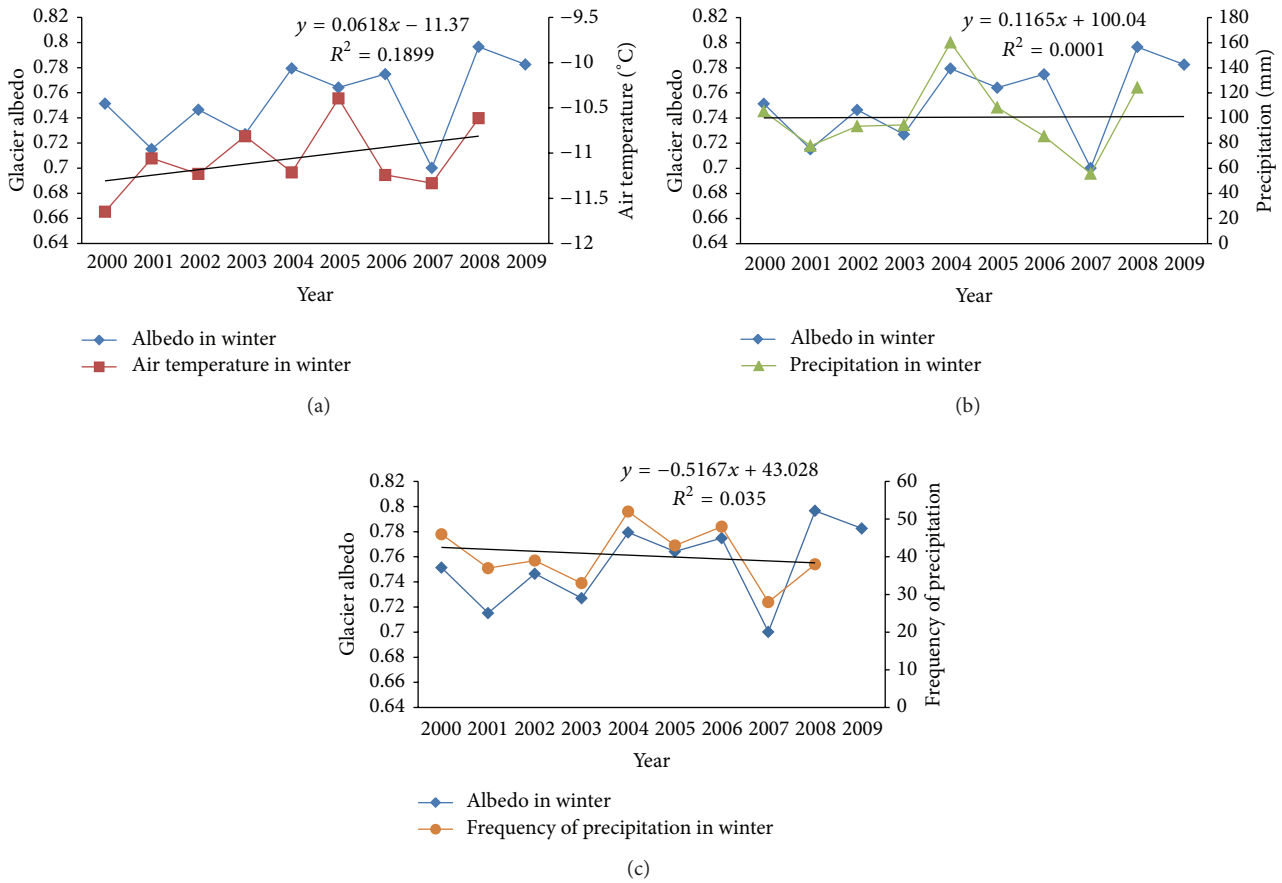 y = 0.0618x − 11.37
R² = 0.1899
0.82
0.8
0.78
0.76
0.74
0.72
0.7
0.68
0.66
0.64
Glacier albedo
−9.5
−10
−10.5
−11
−11.5
−12
Air temperature (°C)
2000 2001 2002 2003 2004 2005 2006 2007 2008 2009
Year
Albedo in winter
Air temperature in winter
(a)
y = 0.1165x + 100.04
R² = 0.0001
0.82
0.8
0.78
0.76
0.74
0.72
0.7
0.68
0.66
0.64
Glacier albedo
180
160
140
120
100
80
60
40
20
0
Precipitation (mm)
2000 2001 2002 2003 2004 2005 2006 2007 2008 2009
Year
Albedo in winter
Precipitation in winter
(b)
y = −0.5167x + 43.028
R² = 0.035
0.82
0.8
0.78
0.76
0.74
0.72
0.7
0.68
0.66
0.64
Glacier albedo
60
50
40
30
20
10
0
Frequency of precipitation
2000 2001 2002 2003 2004 2005 2006 2007 2008 2009
Year
Albedo in winter
Frequency of precipitation in winter
(c)